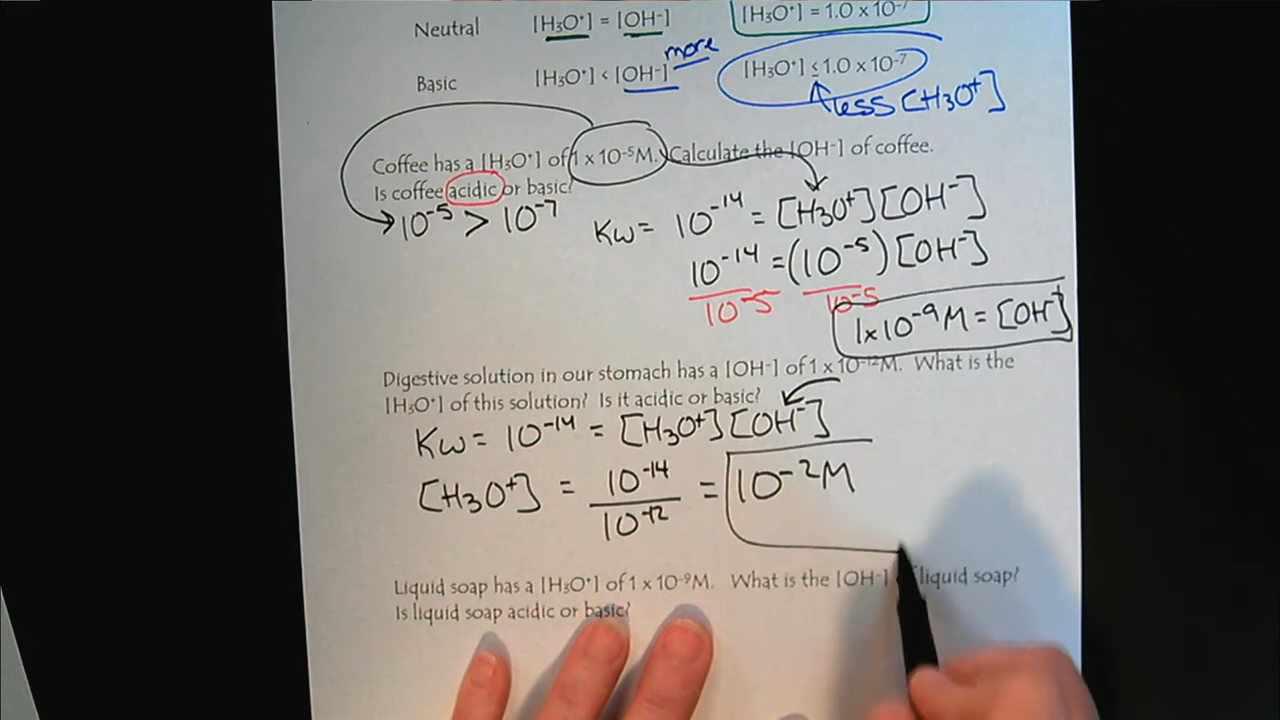 Neutral [H₃O⁺] = [OH⁻] [H₃O⁺] = 1.0 x 10⁻⁷
more
Basic [H₃O⁺] < [OH⁻] [H₃O⁺] ≤ 1.0 x 10⁻⁷
less [H₃O⁺]
Coffee has a [H₃O⁺] of 1 x 10⁻⁵M. Calculate the [OH⁻] of coffee.
Is coffee acidic or basic?
10⁻⁵ > 10⁻⁷
Kw = 10⁻¹⁴ = [H₃O⁺][OH⁻]
10⁻¹⁴ = (10⁻⁵)[OH⁻]
10⁻⁵ 10⁻⁵
1x10⁻⁹M = [OH⁻]
Digestive solution in our stomach has a [OH⁻] of 1 x 10⁻¹²M. What is the
[H₃O⁺] of this solution? Is it acidic or basic?
Kw = 10⁻¹⁴ = [H₃O⁺][OH⁻]
[H₃O⁺] = 10⁻¹⁴ / 10⁻¹² = 10⁻²M
Liquid soap has a [H₃O⁺] of 1 x 10⁻⁹M. What is the [OH⁻] liquid soap?
Is liquid soap acidic or basic?